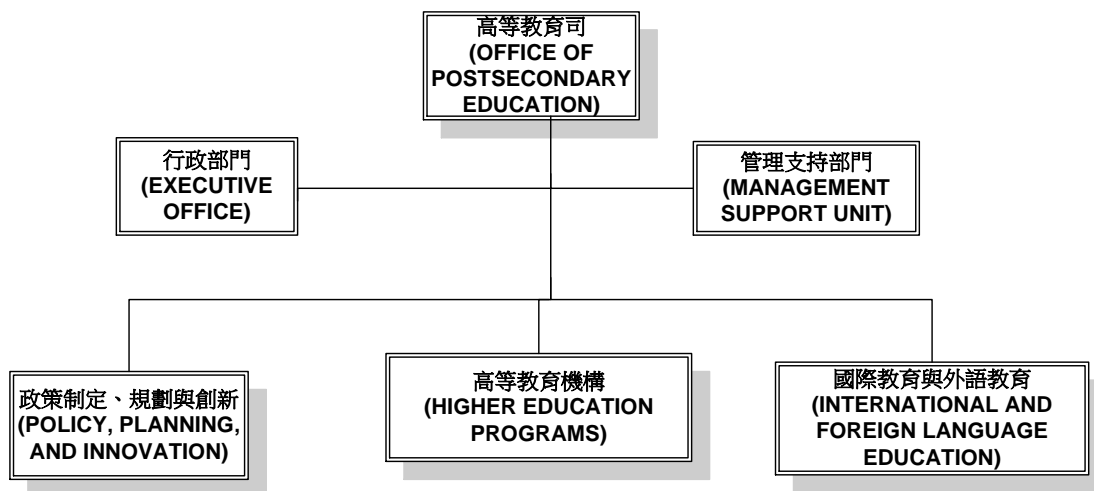 高等教育司
(OFFICE OF
POSTSECONDARY
EDUCATION)
行政部門
(EXECUTIVE
OFFICE)
管理支持部門
(MANAGEMENT
SUPPORT UNIT)
政策制定、規劃與創新
(POLICY, PLANNING,
AND INNOVATION)
高等教育機構
(HIGHER EDUCATION
PROGRAMS)
國際教育與外語教育
(INTERNATIONAL AND
FOREIGN LANGUAGE
EDUCATION)